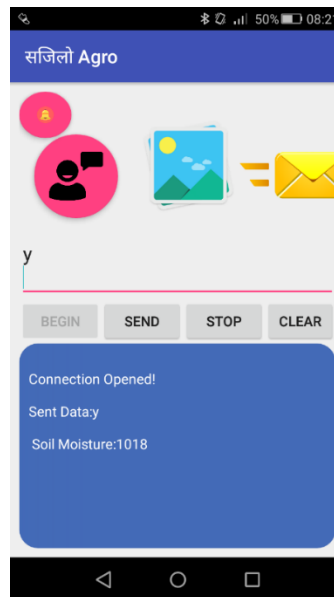 50% 08:21
सजिलो Agro
y
BEGIN SEND STOP CLEAR
Connection Opened!
Sent Data:y
Soil Moisture:1018